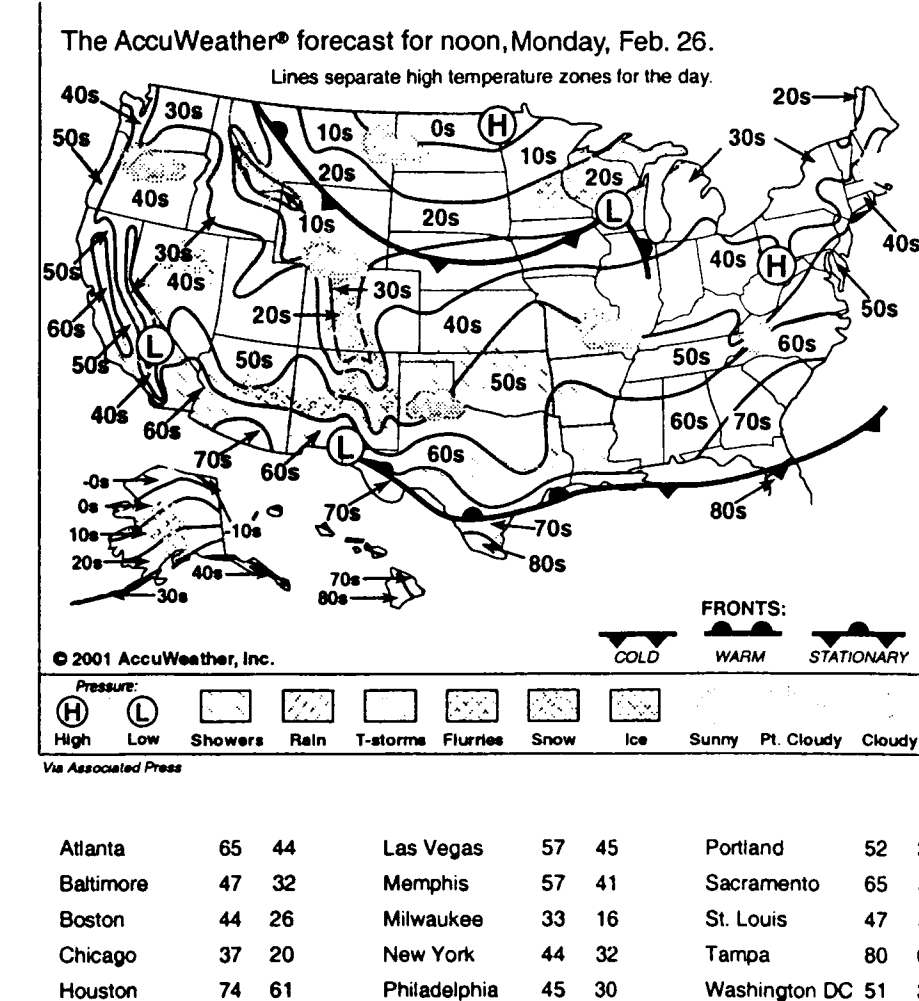 The AccuWeather® forecast for noon, Monday, Feb. 26.
Lines separate high temperature zones for the day.
40s
30s
50s
10s
0s
H
10s
20s
30s
20s
20s
L
40s
20s
10s
30s
50s
40s
40s
H
40s
50s
30s
20s
60s
40s
50s
60s
50s
L
50s
50s
40s
60s
60s
70s
70s
60s
L
60s
-0s
70s
80s
0s
10s
-10s
70s
20s
40s
70s
80s
80s
30s
FRONTS:
COLD WARM STATIONARY
© 2001 AccuWeather, Inc.
Pressure:
H L
High Low Showers Rain T-storms Flurries Snow Ice Sunny Pt. Cloudy Cloudy
Via Associated Press
Atlanta 65 44 Las Vegas 57 45 Portland 52
Baltimore 47 32 Memphis 57 41 Sacramento 65
Boston 44 26 Milwaukee 33 16 St. Louis 47
Chicago 37 20 New York 44 32 Tampa 80
Houston 74 61 Philadelphia 45 30 Washington DC 51